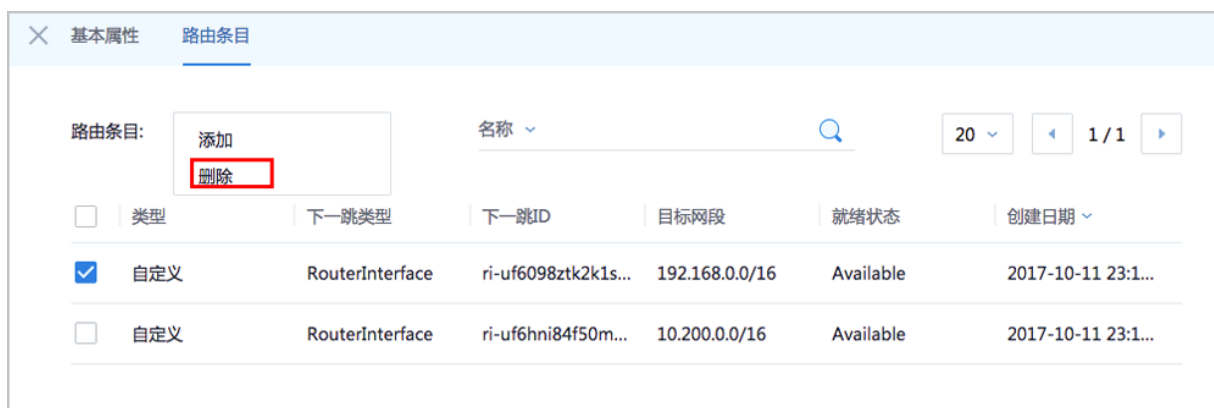 基本属性 路由条目
路由条目: 添加 名称 20 1 / 1
删除
类型 下一跳类型 下一跳ID 目标网段 就绪状态 创建日期
自定义 RouterInterface ri-uf6098ztk2k1s... 192.168.0.0/16 Available 2017-10-11 23:1...
自定义 RouterInterface ri-uf6hni84f50m... 10.200.0.0/16 Available 2017-10-11 23:1...